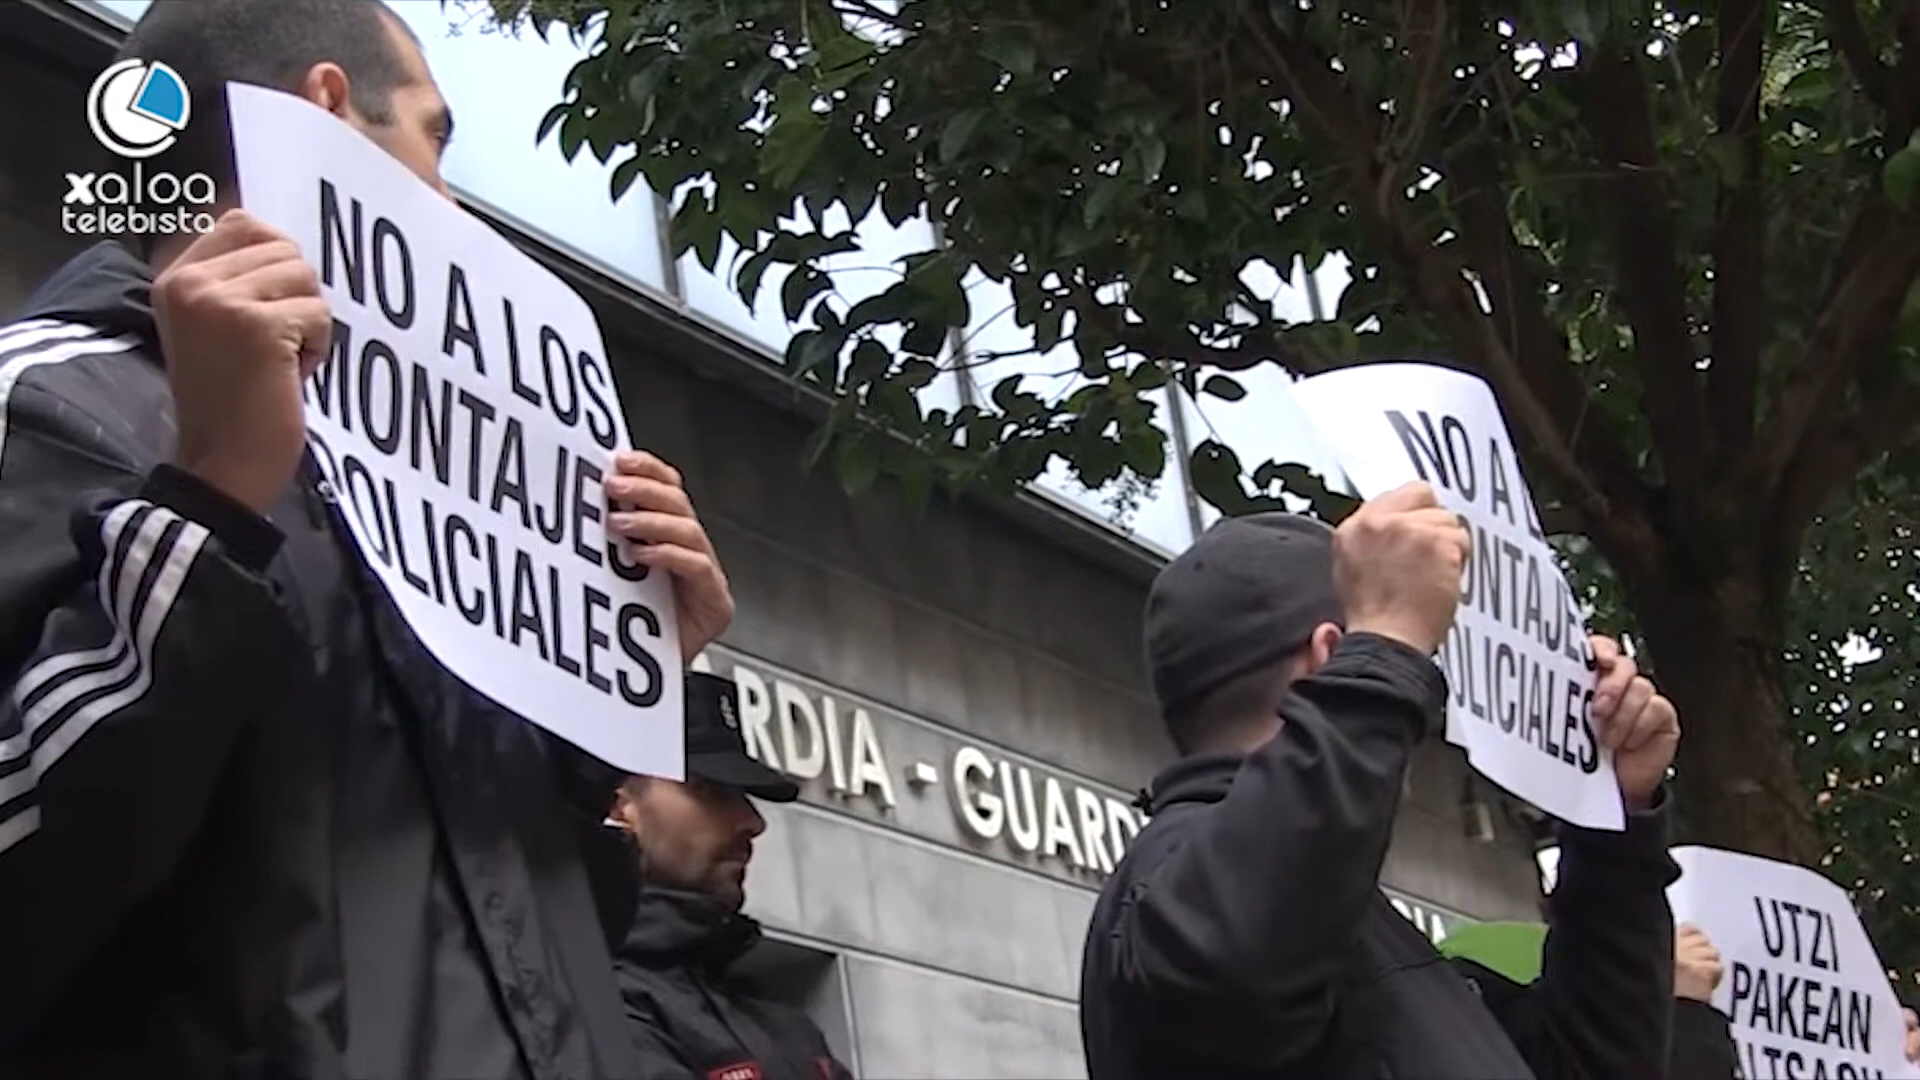 xaloa
telebista
NO A LOS
MONTAJES
POLICIALES
NO A
MONTAJES
POLICIALES
RDIA - GUARD
UTZI
PAKEAN